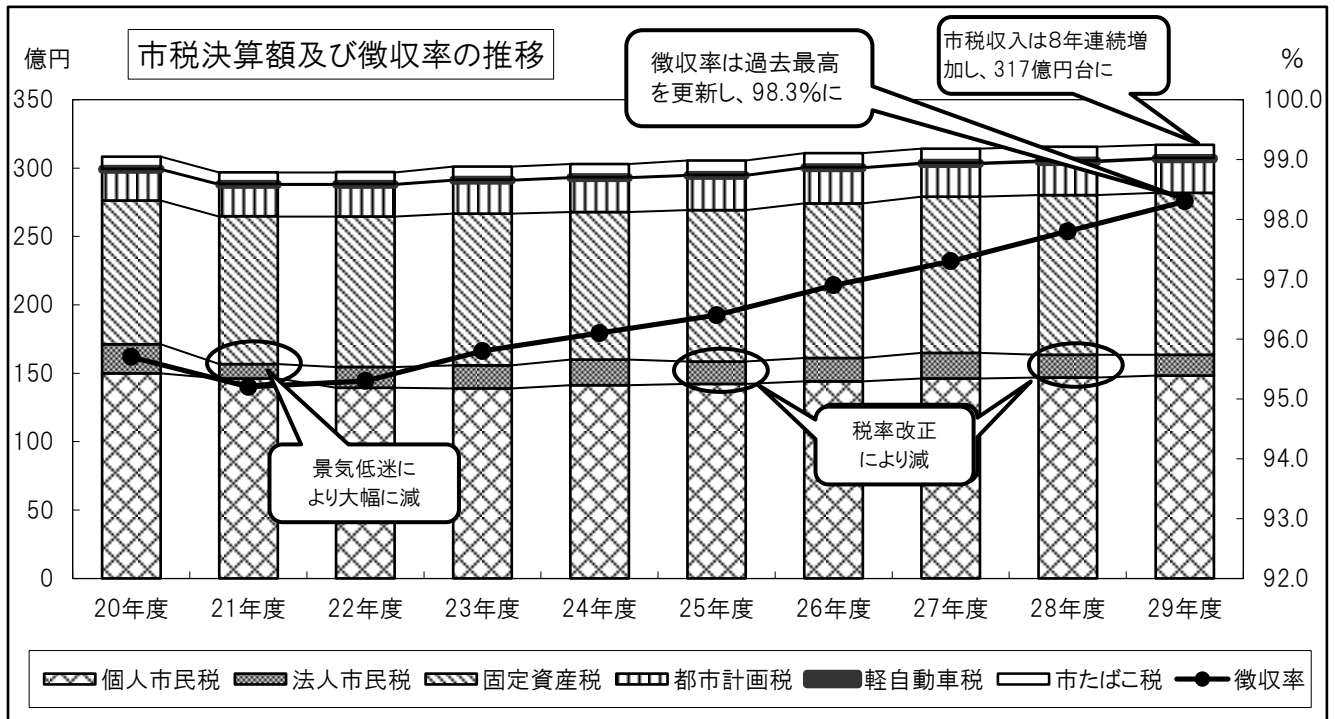 市税決算額及び徴収率の推移
億円
%
徴収率は過去最高
を更新し、98.3%に
市税収入は8年連続増
加し、317億円台に
350
300
250
200
150
100
50
0
100.0
99.0
98.0
97.0
96.0
95.0
94.0
93.0
92.0
景気低迷に
より大幅に減
税率改正
により減
20年度 21年度 22年度 23年度 24年度 25年度 26年度 27年度 28年度 29年度
個人市民税 法人市民税 固定資産税 都市計画税 軽自動車税 市たばこ税 徴収率